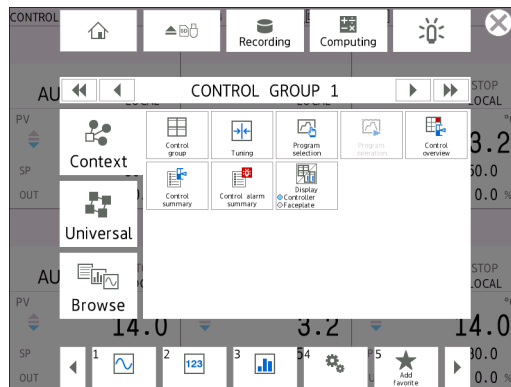 CONTROL
SD
Recording
Computing
AU
CONTROL GROUP 1
STOP
LOCAL
LOCAL
LOCAL
PV
Context
Control
group
Tuning
Program
selection
Program
operation
Control
overview
3.2
SP
50.0
OUT
0.0 %
Control
summary
Control alarm
summary
Display
Controller
Faceplate
Universal
AU
STOP
LOCAL
Browse
PV
14.0
3.2
14.0
SP
30.0
OUT
0.0 %
1
2
123
3
4
5
Add
favorite